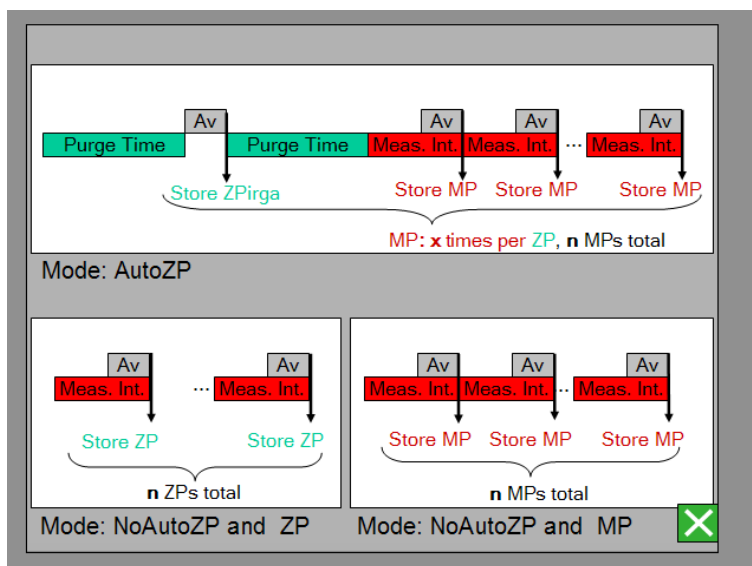 Av Av Av Av
Purge Time Purge Time Meas. Int. Meas. Int. ... Meas. Int.
Store ZPirga Store MP Store MP Store MP
MP: x times per ZP, n MPs total
Mode: AutoZP
Av Av
Meas. Int. ... Meas. Int.
Store ZP Store ZP
n ZPs total
Mode: NoAutoZP and ZP
Av Av Av
Meas. Int. Meas. Int. ... Meas. Int.
Store MP Store MP Store MP
n MPs total
Mode: NoAutoZP and MP